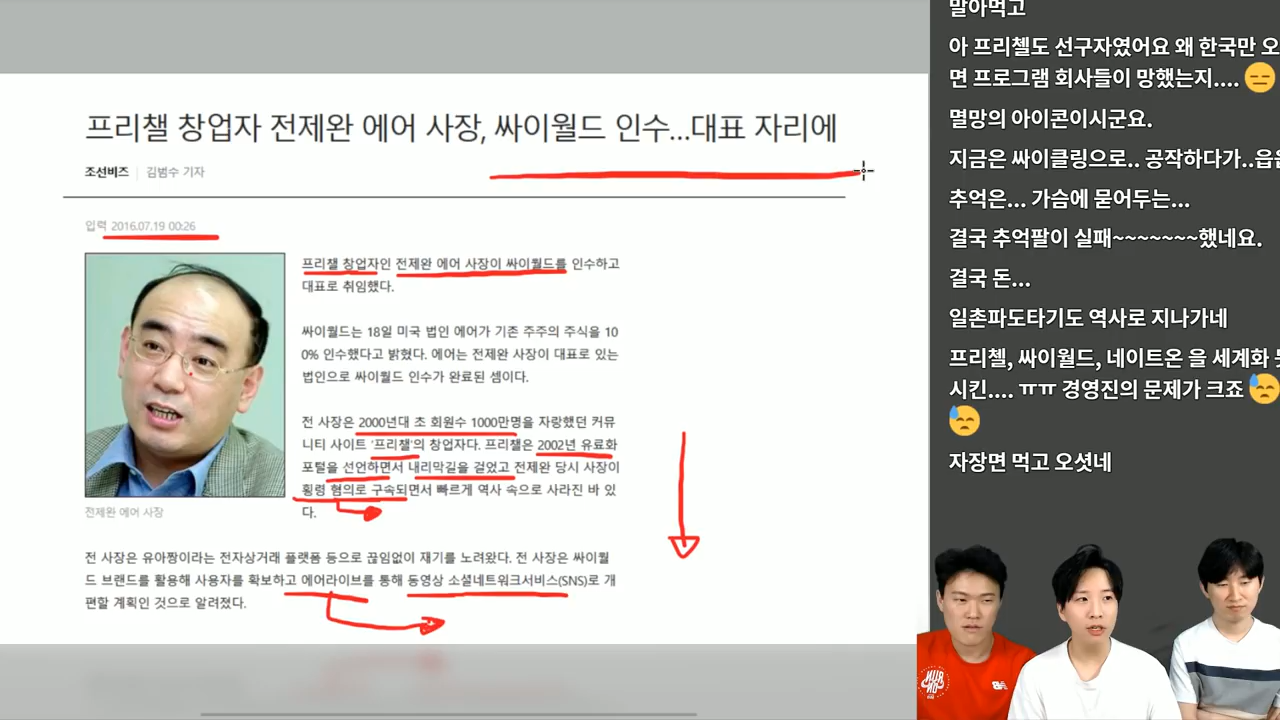 프리챌 창업자 전제완 에어 사장, 싸이월드 인수...대표 자리에
조선비즈 | 김범수 기자
입력 2016.07.19 00:26
프리챌 창업자인 전제완 에어 사장이 싸이월드를 인수하고
대표로 취임했다.
싸이월드는 18일 미국 법인 에어가 기존 주주의 주식을 10
0% 인수했다고 밝혔다. 에어는 전제완 사장이 대표로 있는
법인으로 싸이월드 인수가 완료된 셈이다.
전 사장은 2000년대 초 회원수 1000만명을 자랑했던 커뮤
니티 사이트 '프리챌'의 창업자다. 프리챌은 2002년 유료화
포털을 선언하면서 내리막길을 걸었고 전제완 당시 사장이
횡령 혐의로 구속되면서 빠르게 역사 속으로 사라진 바 있
다.
전제완 에어 사장
전 사장은 유아짱이라는 전자상거래 플랫폼 등으로 끊임없이 재기를 노려왔다. 전 사장은 싸이월
드 브랜드를 활용해 사용자를 확보하고 에어라이브를 통해 동영상 소셜네트워크서비스(SNS)로 개
편할 계획인 것으로 알려졌다.
말아먹고
아 프리첼도 선구자였어요 왜 한국만 오
면 프로그램 회사들이 망했는지.... 😑
멸망의 아이콘이시군요.
지금은 싸이클링으로.. 공작하다가..읍읍
추억은... 가슴에 묻어두는...
결국 추억팔이 실패~~~~~~~했네요.
결국 돈...
일촌파도타기도 역사로 지나가네
프리첼, 싸이월드, 네이트온 을 세계화 못
시킨.... ㅠㅠ 경영진의 문제가 크죠 😓
😓
자장면 먹고 오셧네